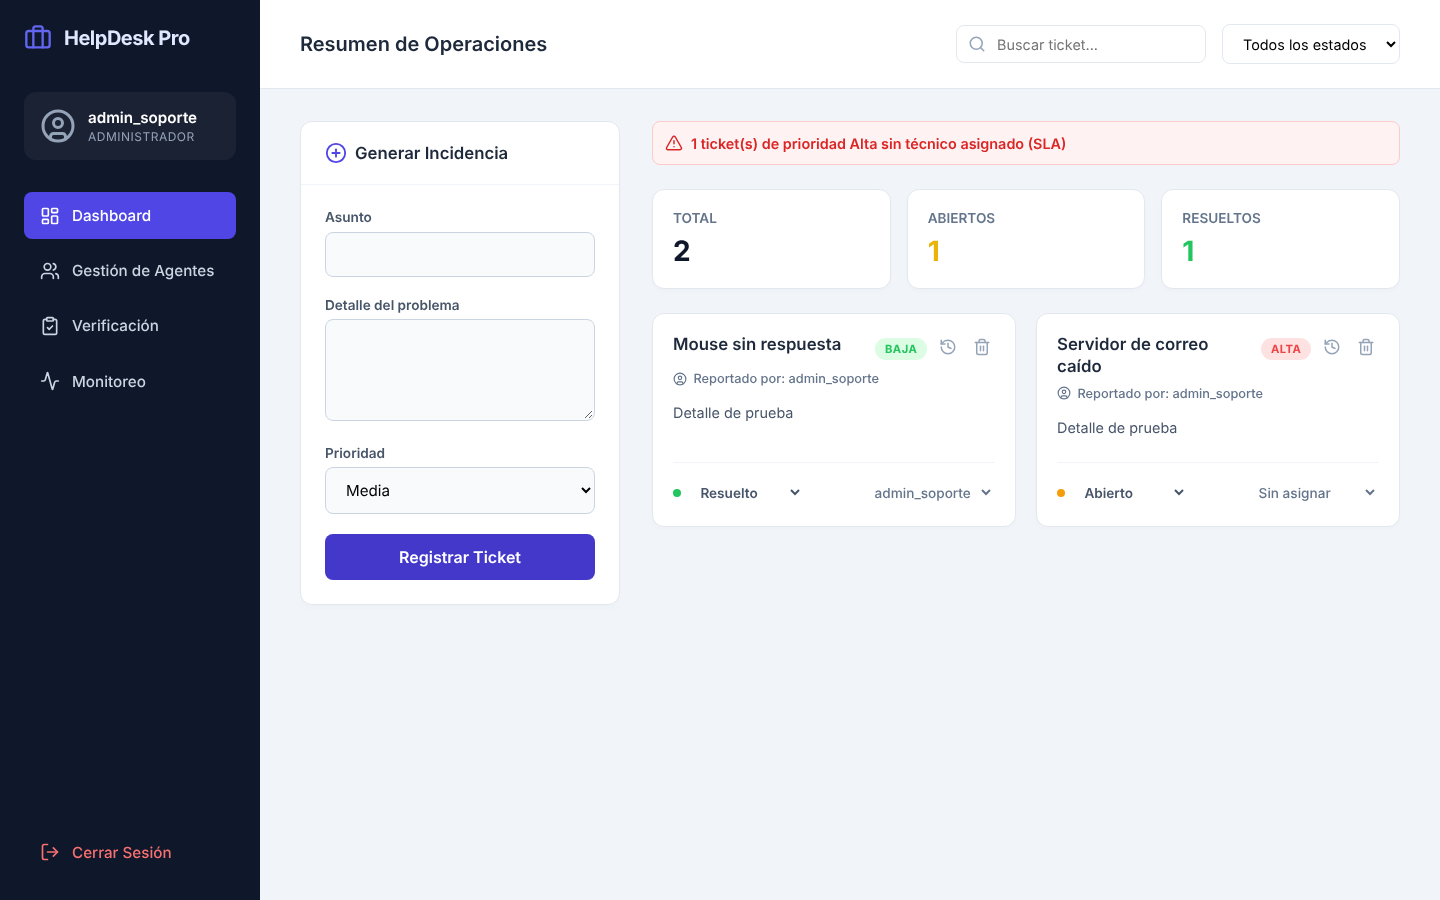 HelpDesk Pro
admin_soporte
ADMINISTRADOR
Dashboard
Gestión de Agentes
Verificación
Monitoreo
Cerrar Sesión
Resumen de Operaciones
Buscar ticket...
Todos los estados
Generar Incidencia
Asunto
Detalle del problema
Prioridad
Media
Registrar Ticket
1 ticket(s) de prioridad Alta sin técnico asignado (SLA)
TOTAL
2
ABIERTOS
1
RESUELTOS
1
Mouse sin respuesta
BAJA
Reportado por: admin_soporte
Detalle de prueba
Resuelto
admin_soporte
Servidor de correo
caído
ALTA
Reportado por: admin_soporte
Detalle de prueba
Abierto
Sin asignar